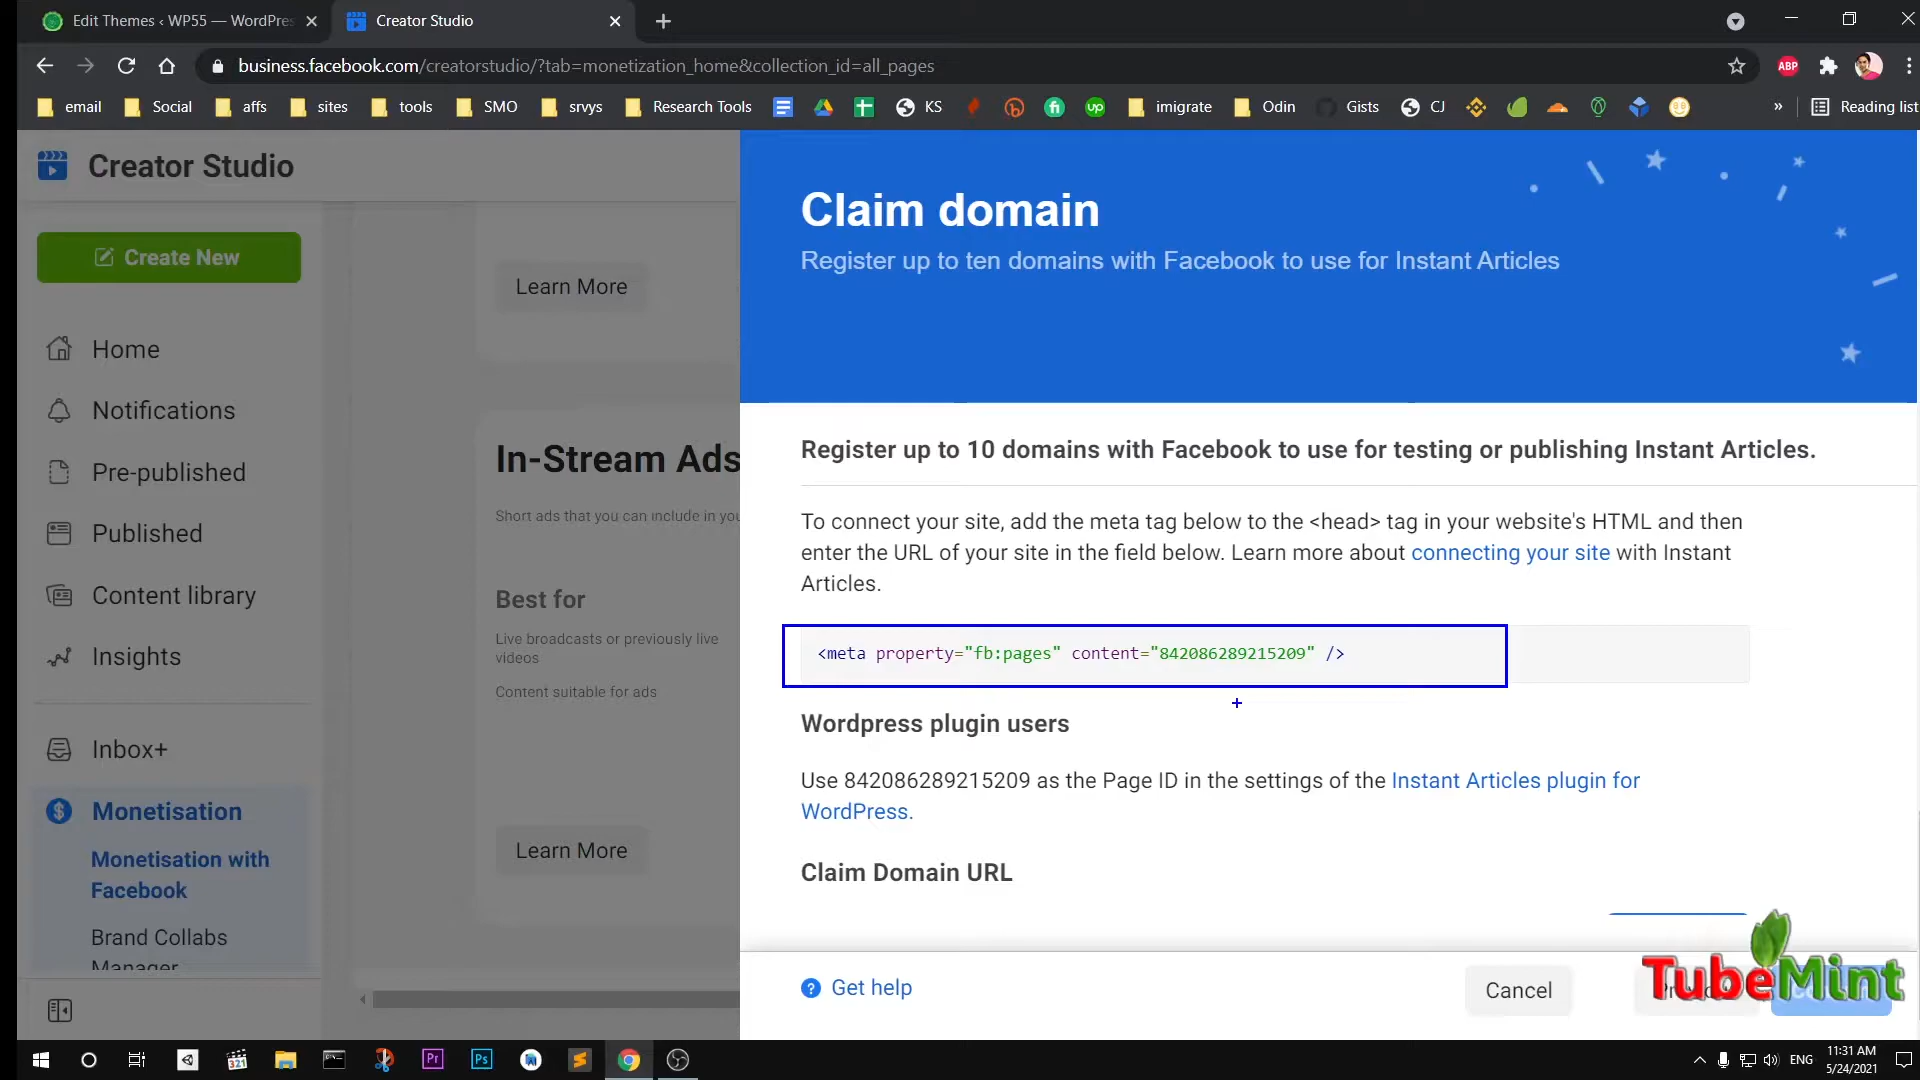 Edit Themes ‹ WP55 — WordPres
Creator Studio
business.facebook.com/creatorstudio/?tab=monetization_home&collection_id=all_pages
ABP
email
Social
affs
sites
tools
SMO
srvys
Research Tools
KS
imigrate
Odin
Gists
CJ
»
Reading list
Creator Studio
Create New
Home
Notifications
Pre-published
Published
Content library
Insights
Inbox+
Monetisation
Monetisation with
Facebook
Brand Collabs
Manager
Learn More
In-Stream Ads
Short ads that you can include in you
Best for
Live broadcasts or previously live
videos
Content suitable for ads
Learn More
Claim domain
Register up to ten domains with Facebook to use for Instant Articles
Register up to 10 domains with Facebook to use for testing or publishing Instant Articles.
To connect your site, add the meta tag below to the <head> tag in your website's HTML and then
enter the URL of your site in the field below. Learn more about connecting your site with Instant
Articles.
<meta property="fb:pages" content="842086289215209" />
Wordpress plugin users
Use 842086289215209 as the Page ID in the settings of the Instant Articles plugin for
WordPress.
Claim Domain URL
Get help
Cancel
TubeMint
321
Pr
Ps
ENG
11:31 AM
5/24/2021